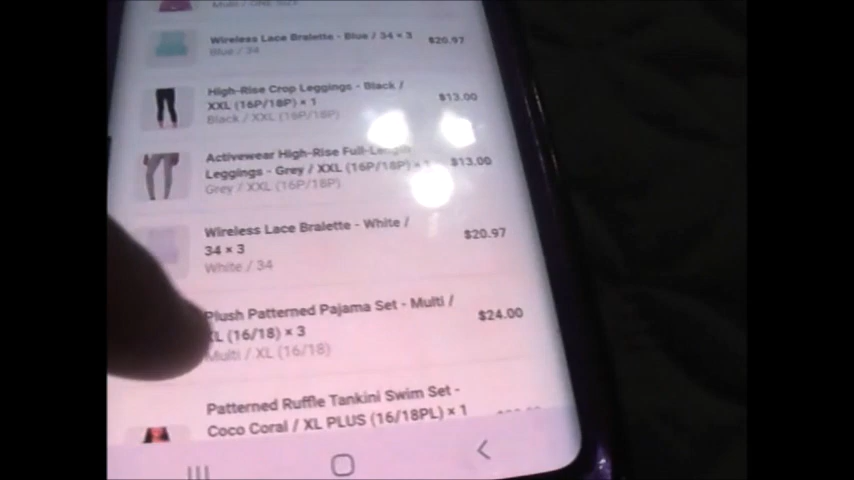 Multi / ONE SIZE
Wireless Lace Bralette - Blue / 34 × 3
$20.97
Blue / 34
High-Rise Crop Leggings - Black /
XXL (16P/18P) × 1
$13.00
Black / XXL (16P/18P)
Activewear High-Rise Full-Length
Leggings - Grey / XXL (16P/18P) × 1
$13.00
Grey / XXL (16P/18P)
Wireless Lace Bralette - White /
34 × 3
$20.97
White / 34
Plush Patterned Pajama Set - Multi /
XL (16/18) × 3
$24.00
Multi / XL (16/18)
Patterned Ruffle Tankini Swim Set -
Coco Coral / XL PLUS (16/18PL) × 1